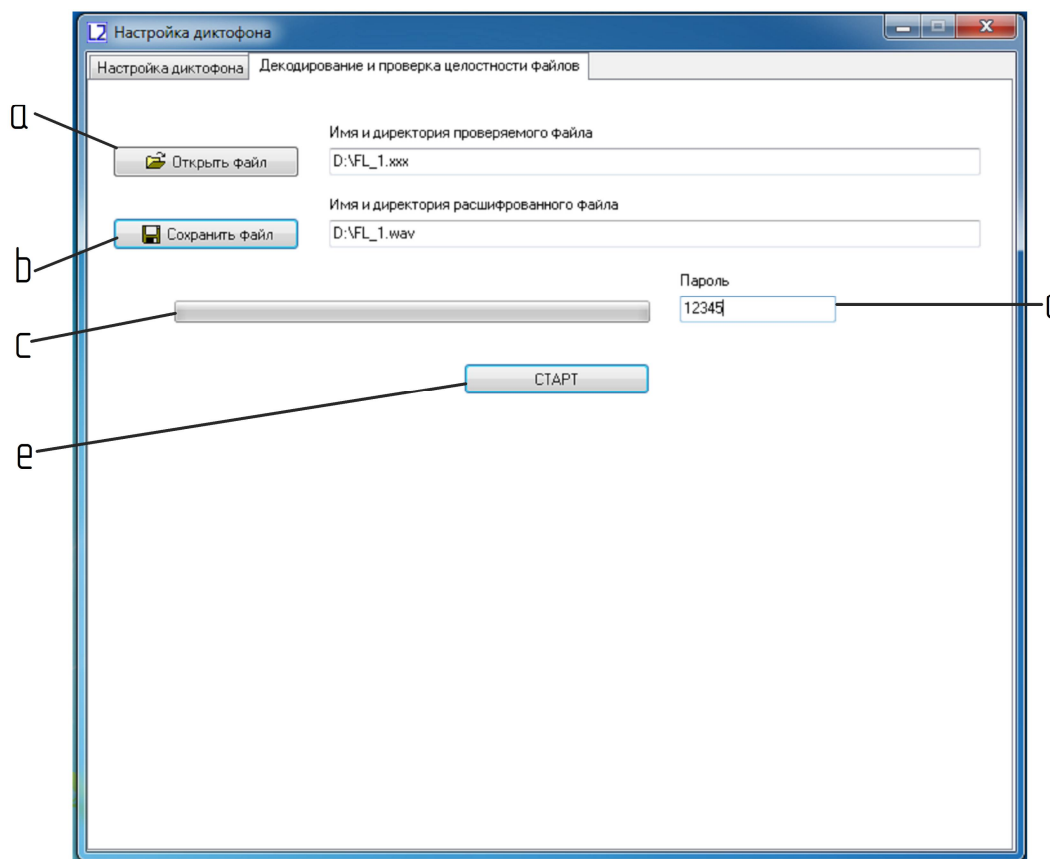 Настройка диктофона
Настройка диктофона Декодирование и проверка целостности файлов
a
Имя и директория проверяемого файла
Открыть файл D:\FL_1.xxx
Имя и директория расшифрованного файла
Сохранить файл D:\FL_1.wav
b
Пароль
12345
c
СТАРТ
e